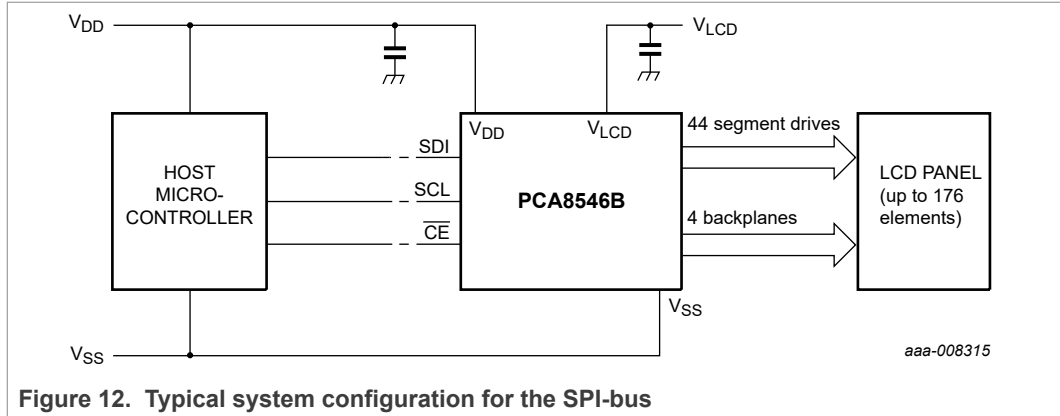 VDD
VLCD
VDD
VLCD
44 segment drives
SDI
HOST
MICRO-
CONTROLLER
SCL
PCA8546B
LCD PANEL
(up to 176
elements)
4 backplanes
CE
VSS
VSS
aaa-008315
Figure 12. Typical system configuration for the SPI-bus